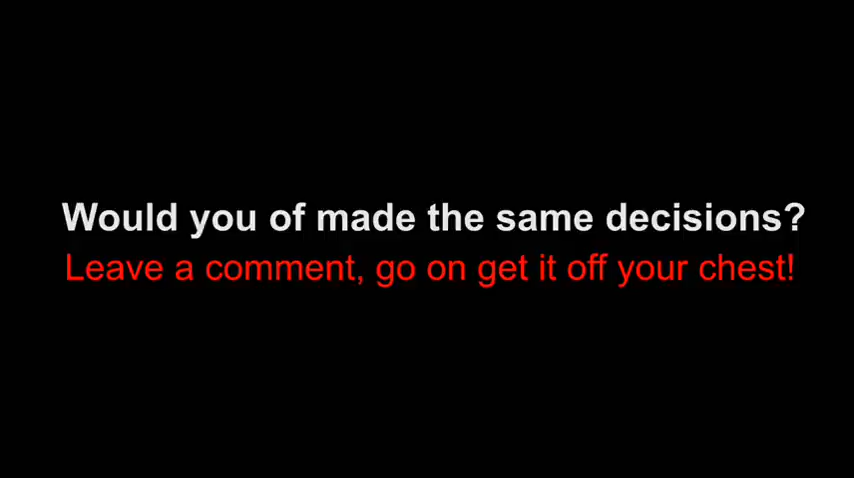 Would you of made the same decisions?
Leave a comment, go on get it off your chest!